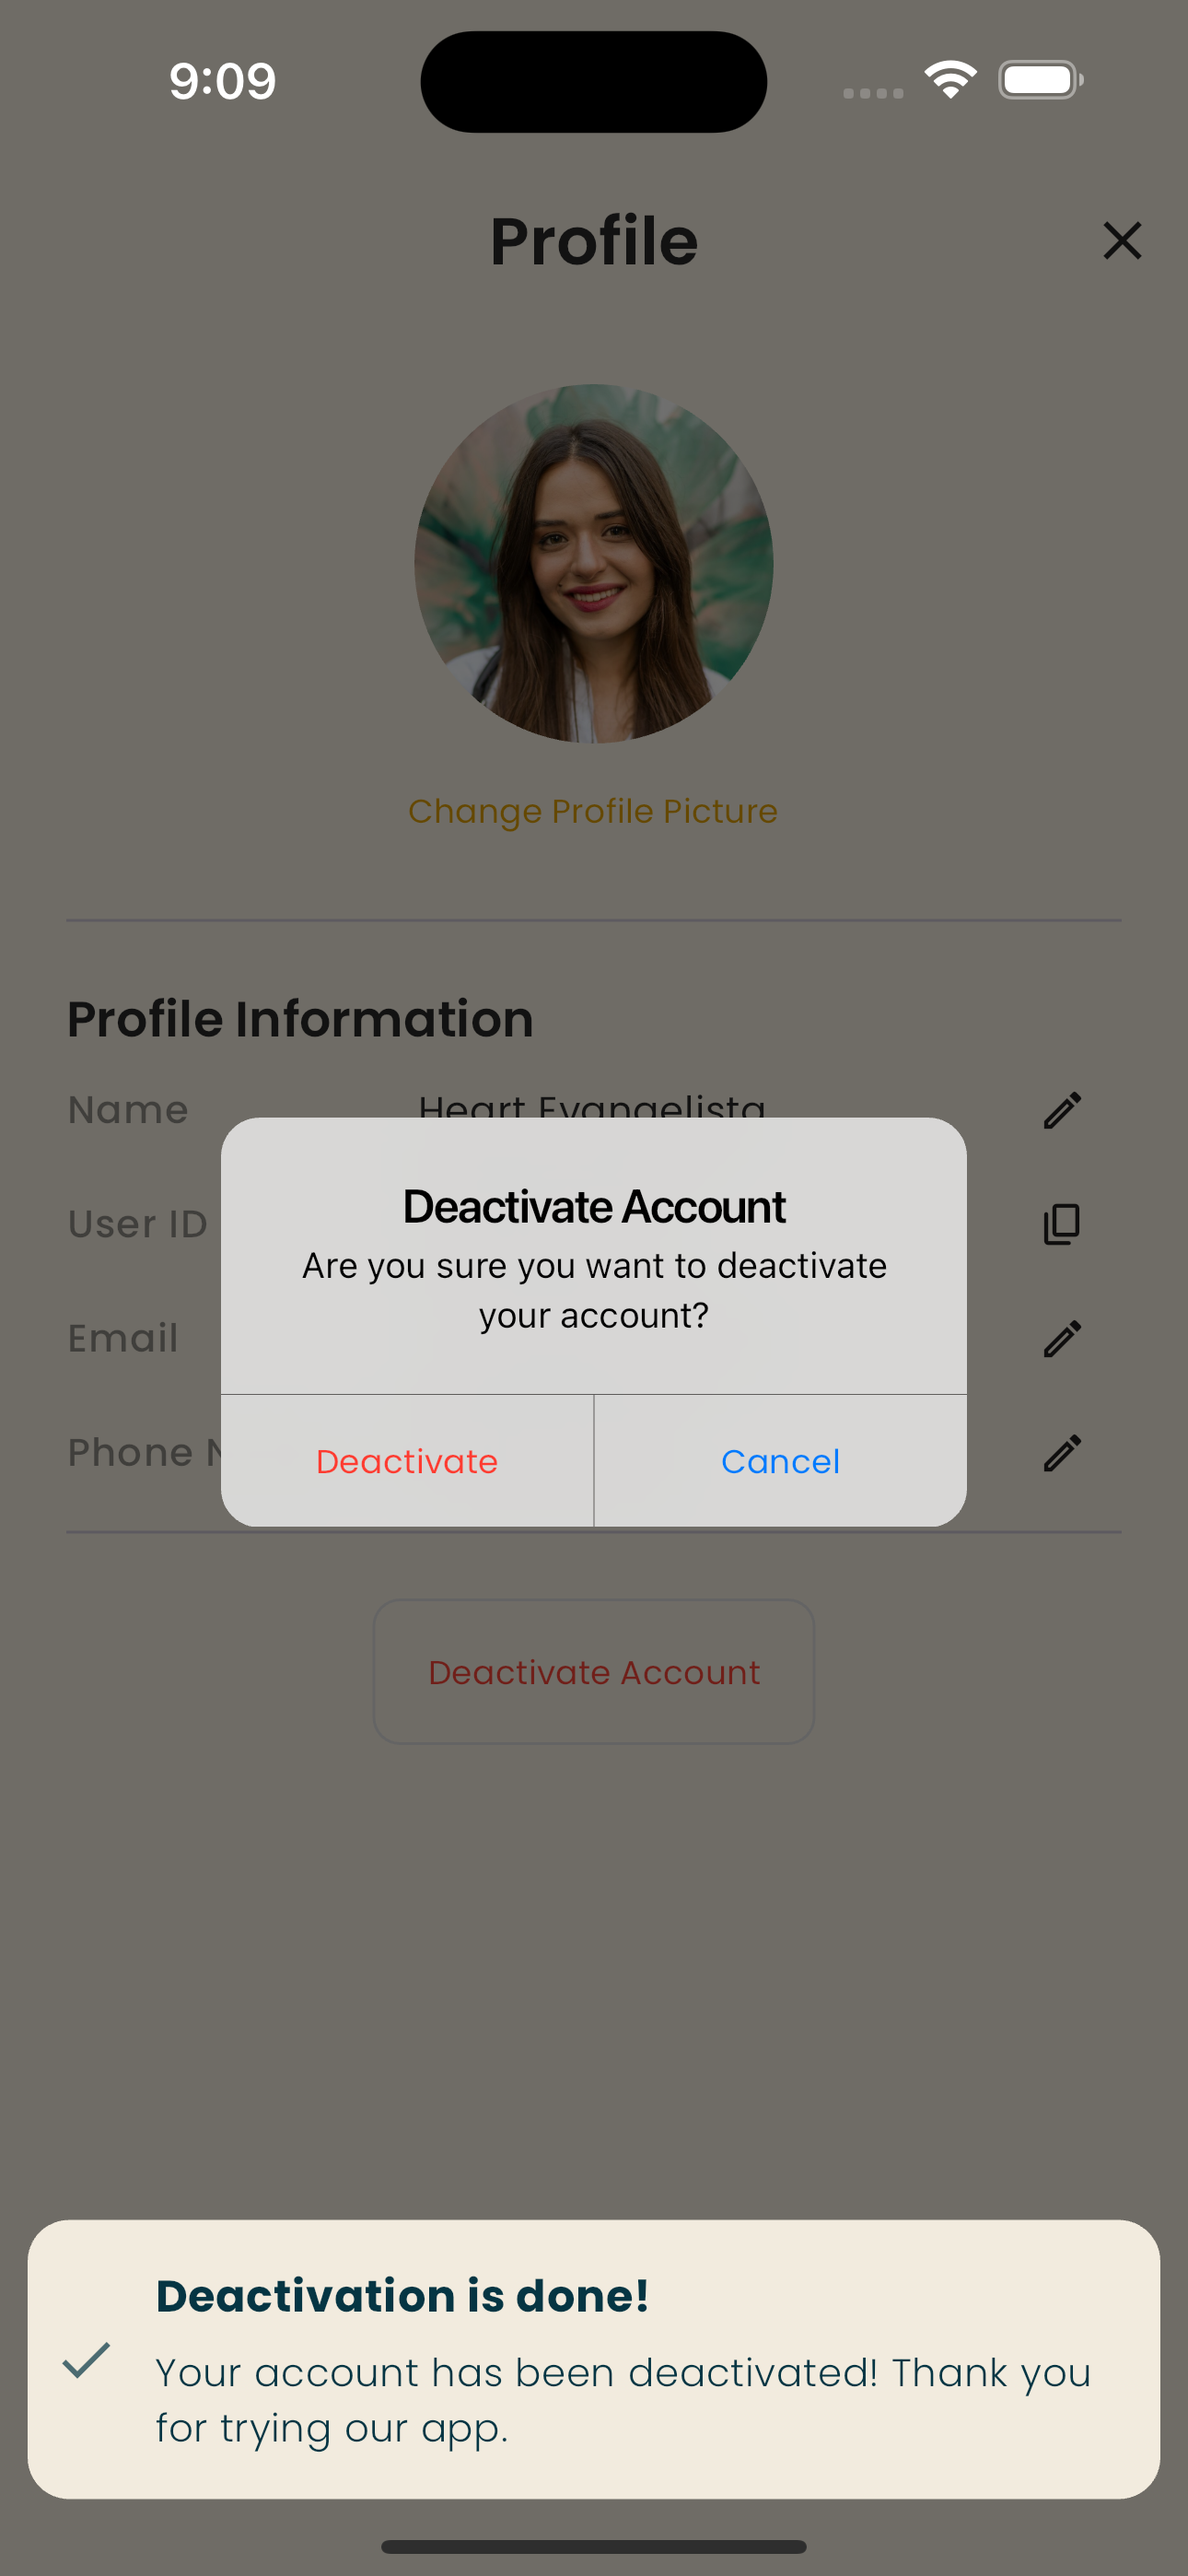 9:09
Profile
Change Profile Picture
Profile Information
Name Heart Evangelista
User ID
Email
Phone
Deactivate Account
Are you sure you want to deactivate
your account?
Deactivate Cancel
Deactivate Account
Deactivation is done!
Your account has been deactivated! Thank you
for trying our app.